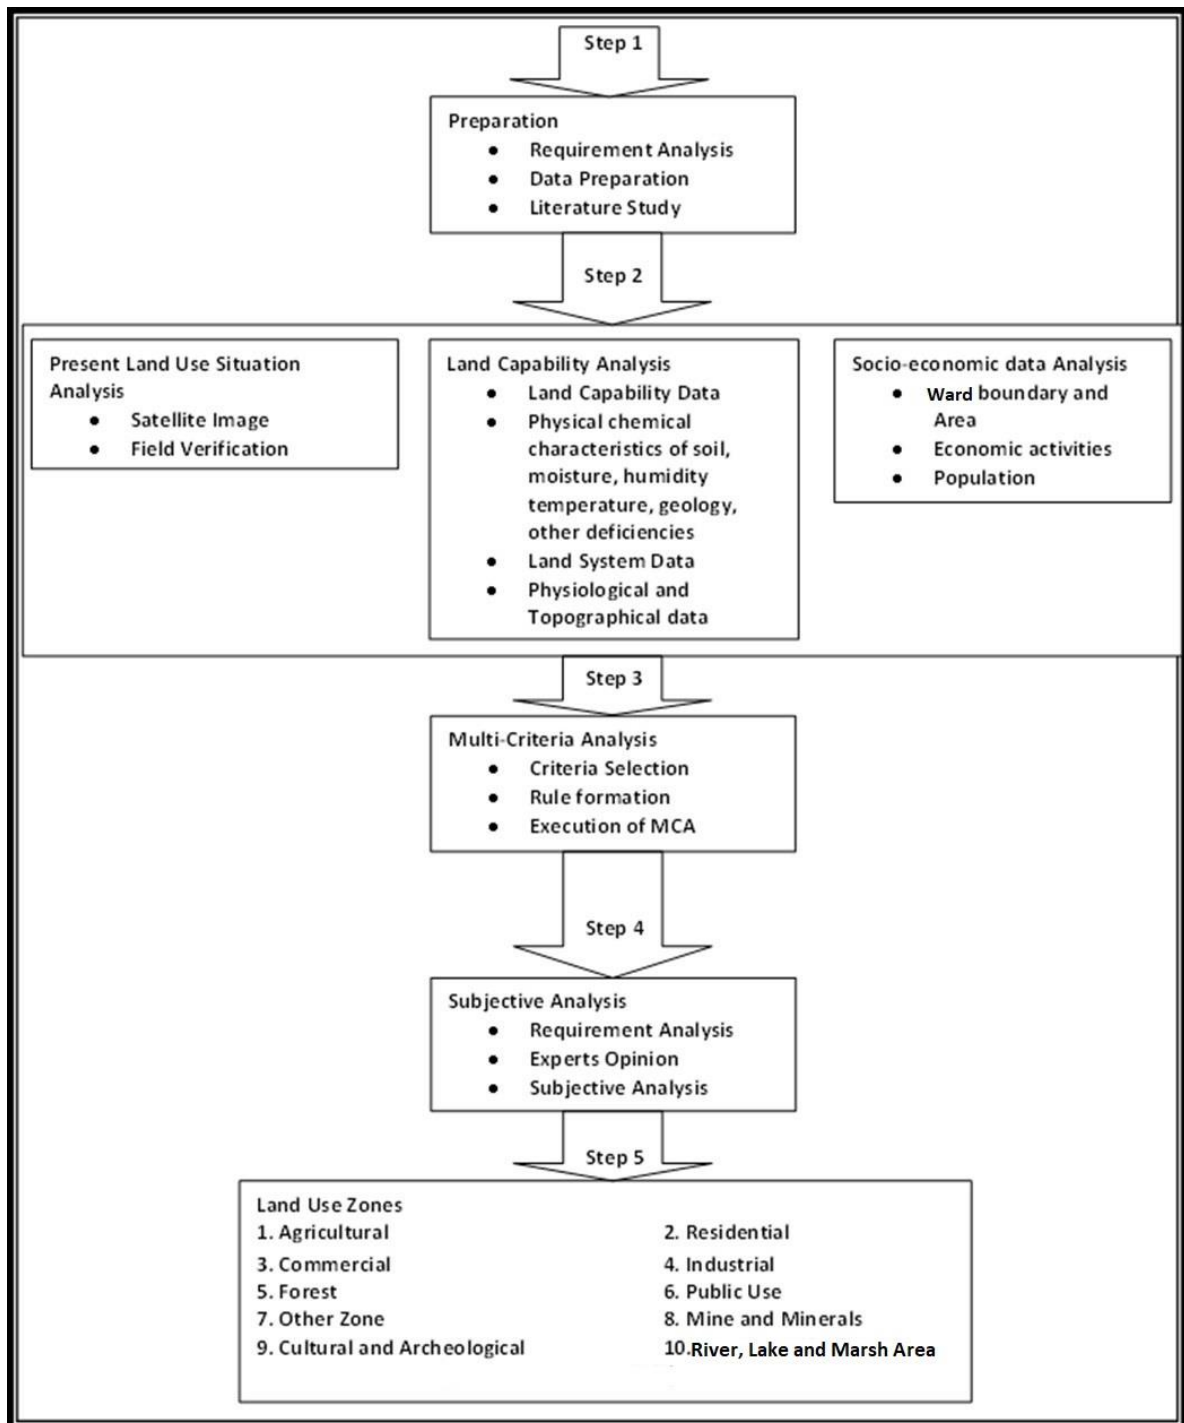 Step 1
Preparation
● Requirement Analysis
● Data Preparation
● Literature Study
Step 2
Present Land Use Situation
Analysis
● Satellite Image
● Field Verification
Land Capability Analysis
● Land Capability Data
● Physical chemical
characteristics of soil,
moisture, humidity
temperature, geology,
other deficiencies
● Land System Data
● Physiological and
Topographical data
Socio-economic data Analysis
● Ward boundary and
Area
● Economic activities
● Population
Step 3
Multi-Criteria Analysis
● Criteria Selection
● Rule formation
● Execution of MCA
Step 4
Subjective Analysis
● Requirement Analysis
● Experts Opinion
● Subjective Analysis
Step 5
Land Use Zones
1. Agricultural 2. Residential
3. Commercial 4. Industrial
5. Forest 6. Public Use
7. Other Zone 8. Mine and Minerals
9. Cultural and Archeological 10.River, Lake and Marsh Area